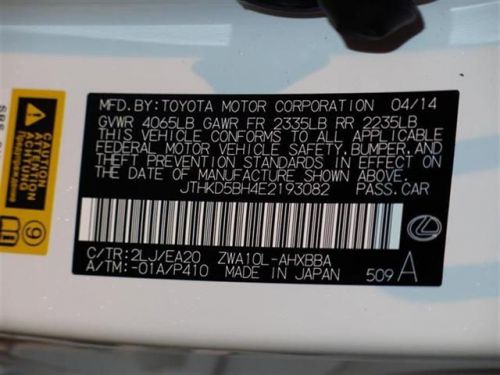 MFD.BY:TOYOTA MOTOR CORPORATION 04/14
GVWR 4065LB GAWR FR 2335LB RR 2235LB
THIS VEHICLE CONFORMS TO ALL APPLICABLE
FEDERAL MOTOR VEHICLE SAFETY, BUMPER, AND
THEFT PREVENTION STANDARDS IN EFFECT ON
THE DATE OF MANUFACTURE SHOWN ABOVE.
JTHKD5BH4E2193082 PASS.CAR
C/TR:2LJ/EA20 ZWA10L-AHXBBA
A/TM:-01A/P410 MADE IN JAPAN 509 A
CAUTION